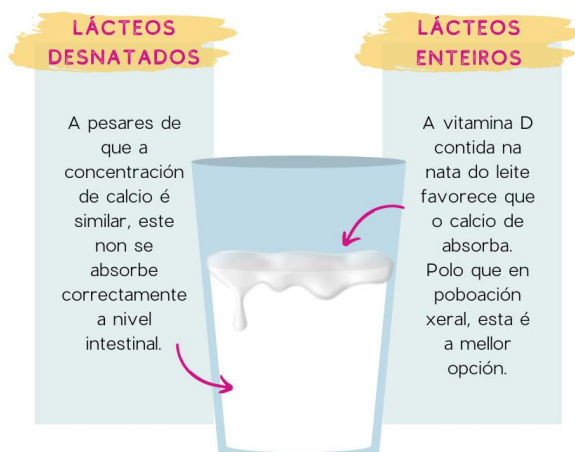 LÁCTEOS
DESNATADOS
A pesares de
que a
concentración
de calcio é
similar, este
non se
absorbe
correctamente
a nivel
intestinal.
LÁCTEOS
ENTEIROS
A vitamina D
contida na
nata do leite
favorece que
o calcio de
absorba.
Polo que en
poboación
xeral, esta é
a mellor
opción.